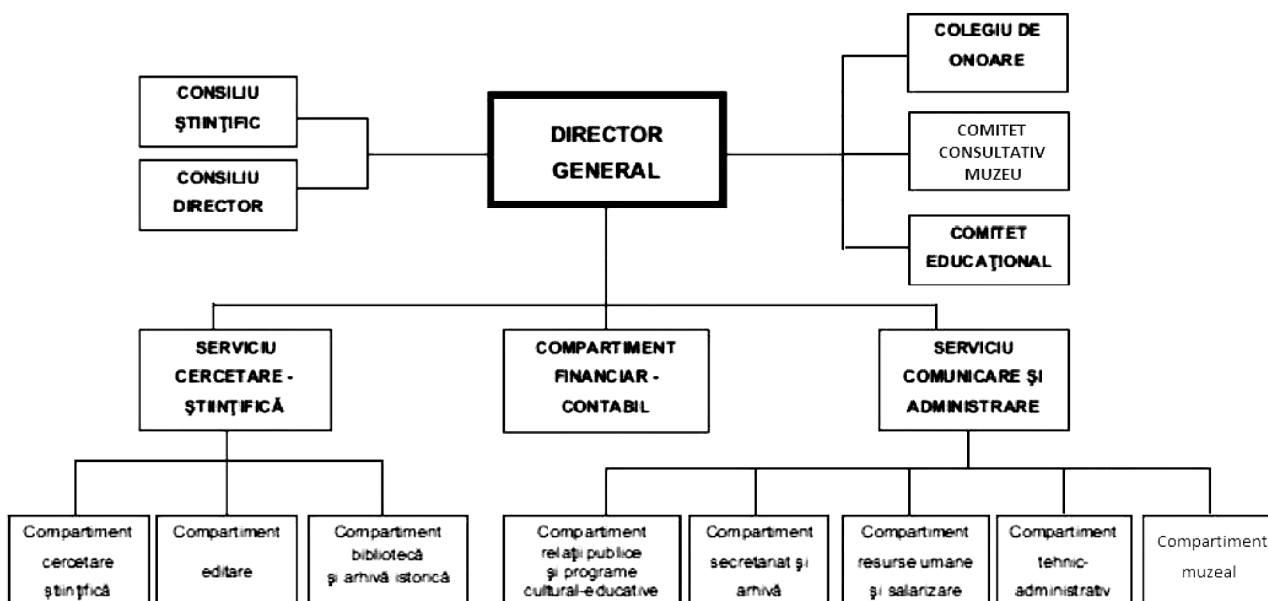 COLEGIU DE
ONOARE
CONSILIU
ŞTIINŢIFIC
DIRECTOR
GENERAL
COMITET
CONSULTATIV
MUZEU
CONSILIU
DIRECTOR
COMITET
EDUCAŢIONAL
SERVICIU
CERCETARE -
ŞTIINŢIFICĂ
COMPARTIMENT
FINANCIAR -
CONTABIL
SERVICIU
COMUNICARE ŞI
ADMINISTRARE
Compartiment
cercetare
ştiinţifică
Compartiment
editare
Compartiment
bibliotecă
şi arhivă istorică
Compartiment
relaţii publice
şi programe
cultural-educative
Compartiment
secretariat şi
arhivă
Compartiment
resurse umane
şi salarizare
Compartiment
tehnic-
administrativ
Compartiment
muzeal